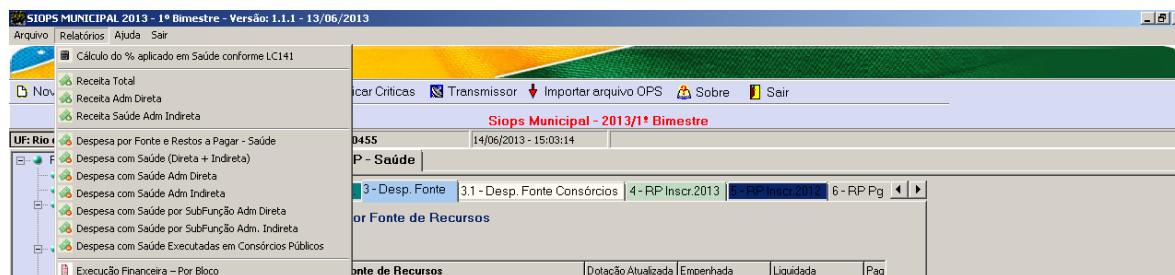 SIOPS MUNICIPAL 2013 - 1º Bimestre - Versão: 1.1.1 - 13/06/2013
Arquivo Relatórios Ajuda Sair
Cálculo do % aplicado em Saúde conforme LC141
Receita Total
Receita Adm Direta
Receita Saúde Adm Indireta
Despesa por Fonte e Restos a Pagar - Saúde
Despesa com Saúde (Direta + Indireta)
Despesa com Saúde Adm Direta
Despesa com Saúde Adm Indireta
Despesa com Saúde por SubFunção Adm Direta
Despesa com Saúde por SubFunção Adm. Indireta
Despesa com Saúde Executadas em Consórcios Públicos
Execução Financeira – Por Bloco
Nov icar Criticas Transmissor Importar arquivo OPS Sobre Sair
Siops Municipal - 2013/1º Bimestre
UF: Rio 0455 14/06/2013 - 15:03:14
P - Saúde
3 - Desp. Fonte 3.1 - Desp. Fonte Consórcios 4 - RP Inscr.2013 5 - RP Inscr.2012 6 - RP Pg
or Fonte de Recursos
onte de Recursos Dotação Atualizada Empenhada Liquidada Pag